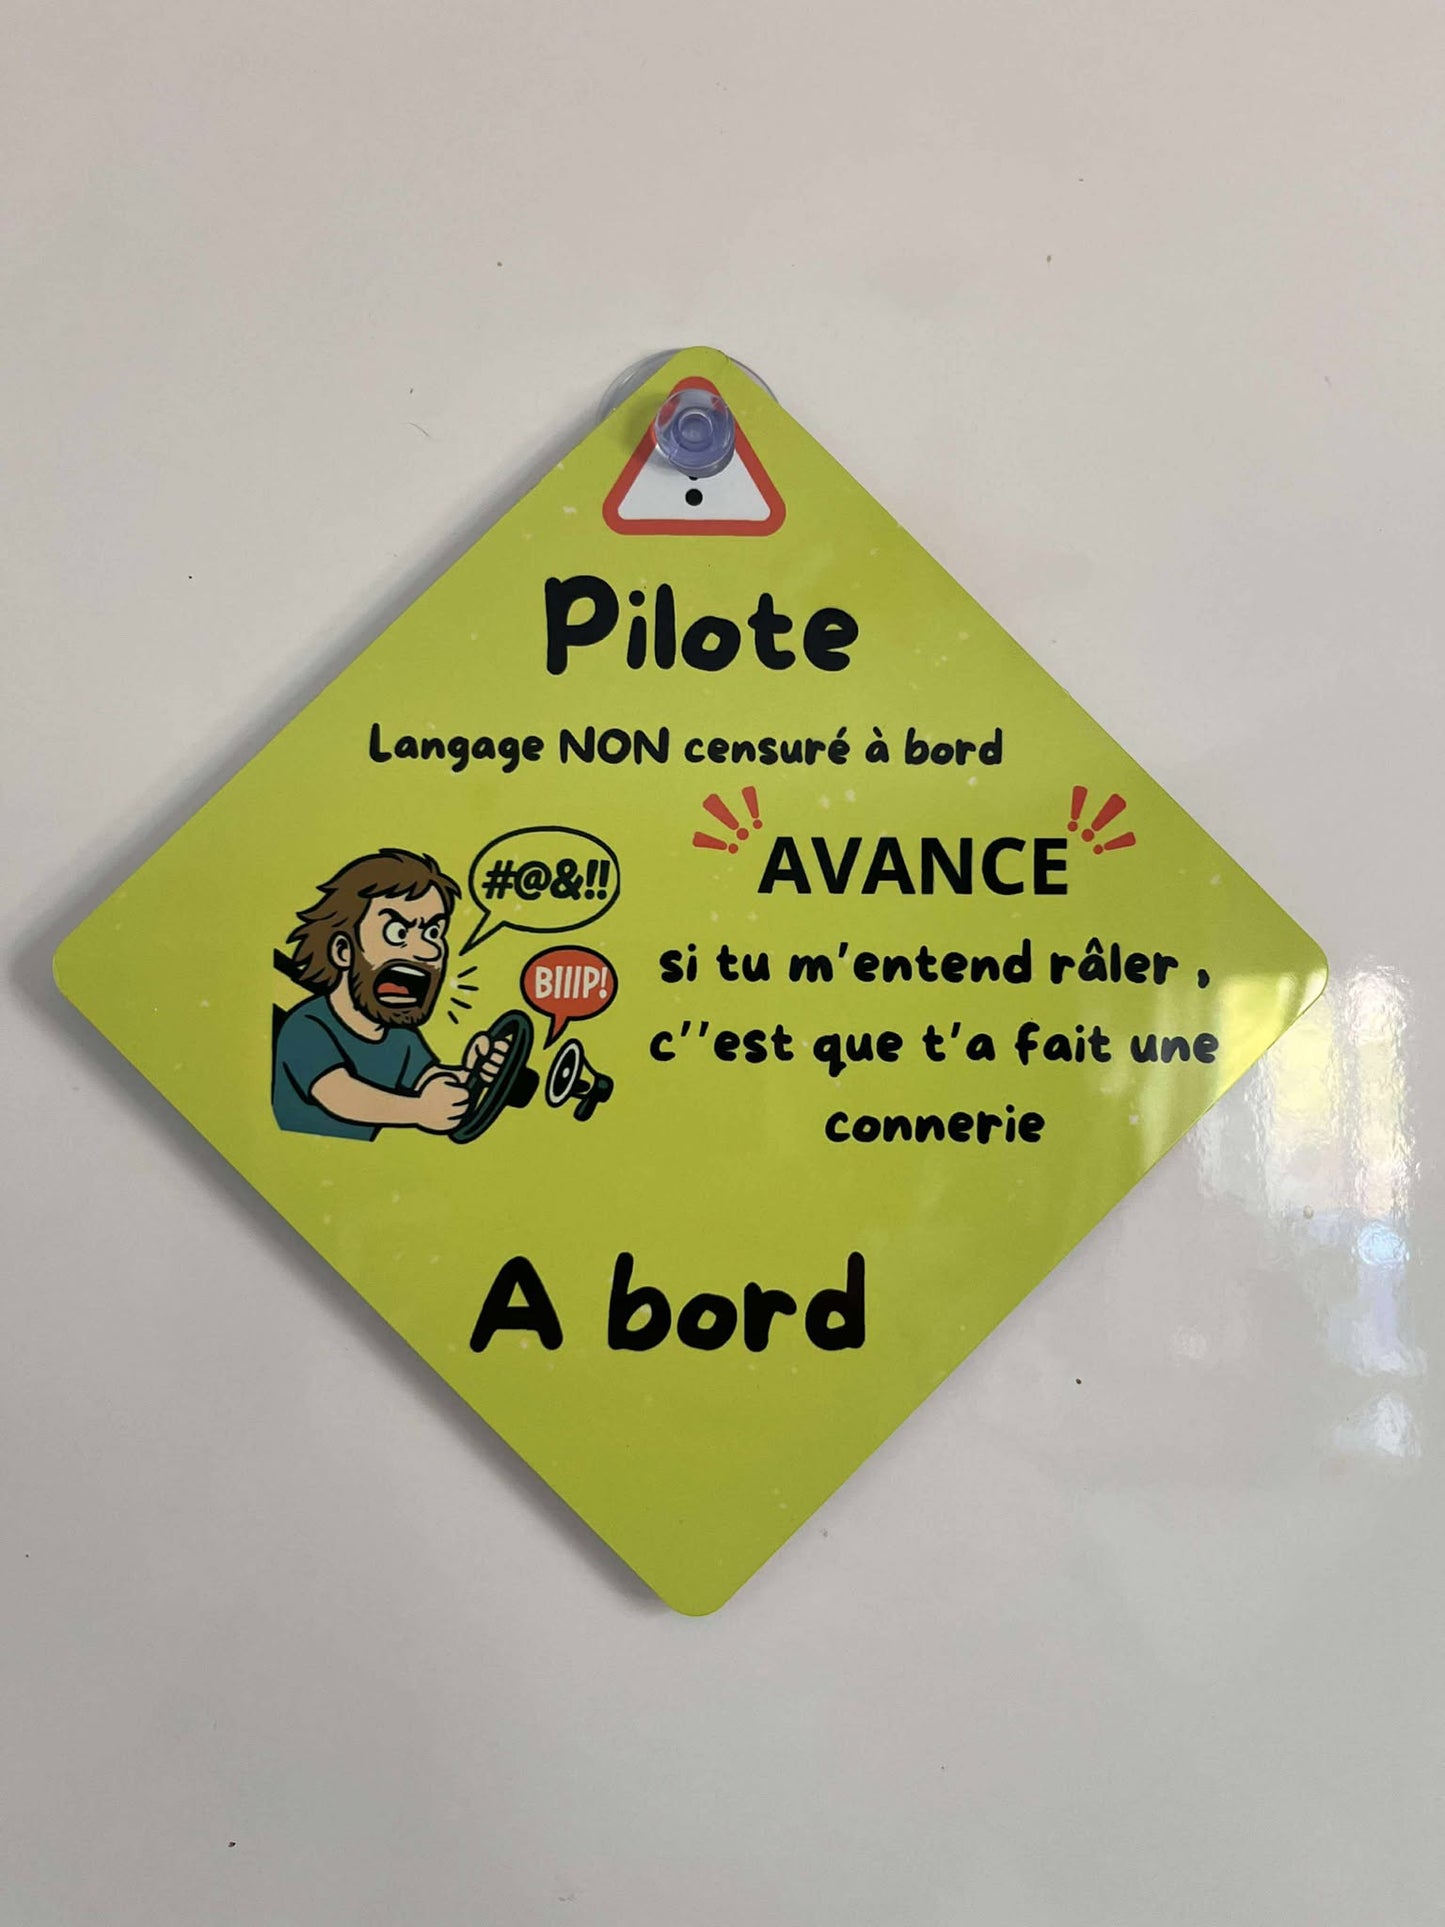 Pilote
Langage NON censuré à bord
AVANCE
#@&!!
BIIIP!
si tu m'entend râler ,
c''est que t'a fait une
connerie
A bord